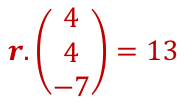 r. (4
4
-7) = 13